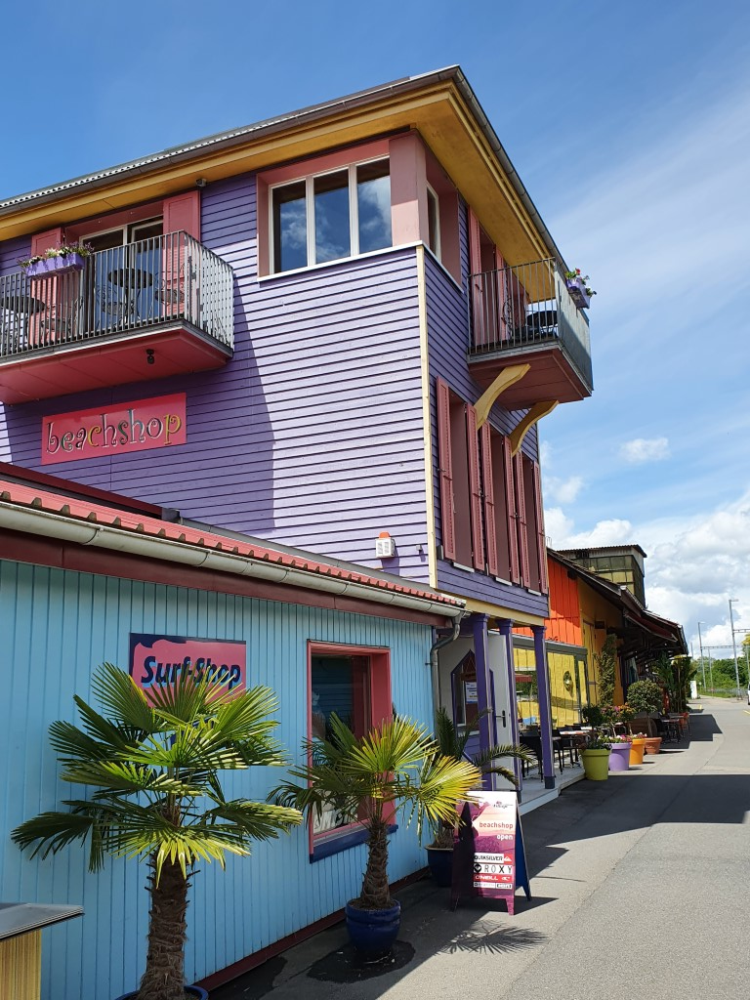 beachshop
Surf-Shop
beachshop
open
QUIKSILVER
ROXY
O'NEILL